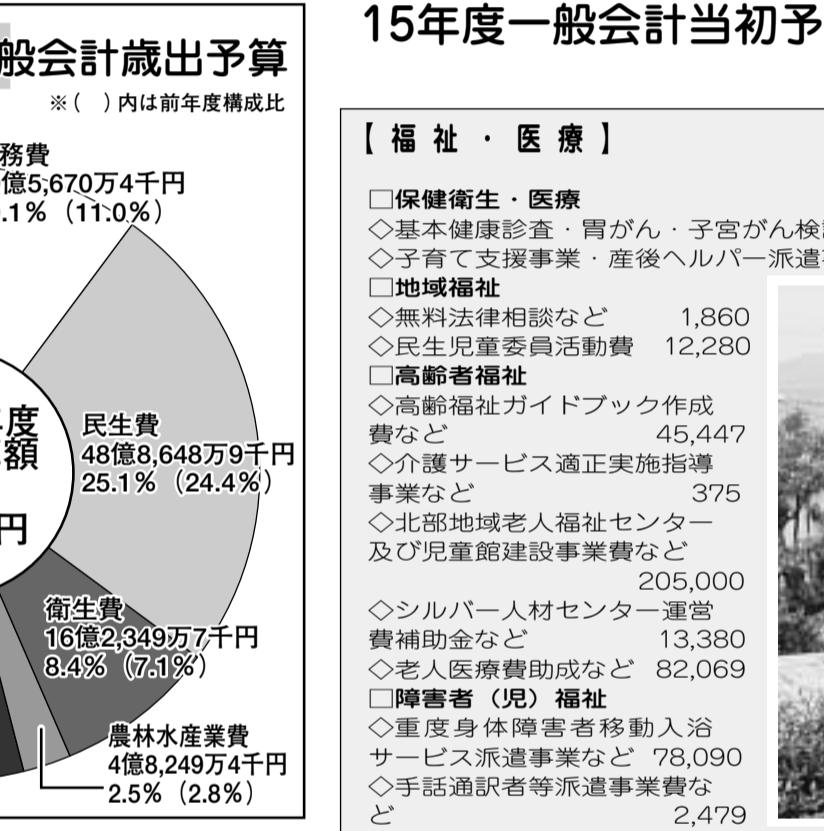 般会計歳出予算
※(　)内は前年度構成比
務費
億5,670万4千円
.1%（11.0%）
度
額
円
民生費
48億8,648万9千円
25.1%（24.4%）
衛生費
16億2,349万7千円
8.4%（7.1%）
農林水産業費
4億8,249万4千円
2.5%（2.8%）
15年度一般会計当初予
【福祉・医療】
□保健衛生・医療
◇基本健康診査・胃がん・子宮がん検
◇子育て支援事業・産後ヘルパー派遣
□地域福祉
◇無料法律相談など 1,860
◇民生児童委員活動費 12,280
□高齢者福祉
◇高齢福祉ガイドブック作成
費など 45,447
◇介護サービス適正実施指導
事業など 375
◇北部地域老人福祉センター
及び児童館建設事業費など
205,000
◇シルバー人材センター運営
費補助金など 13,380
◇老人医療費助成など 82,069
□障害者（児）福祉
◇重度身体障害者移動入浴
サービス派遣事業など 78,090
◇手話通訳者等派遣事業費な
ど 2,479